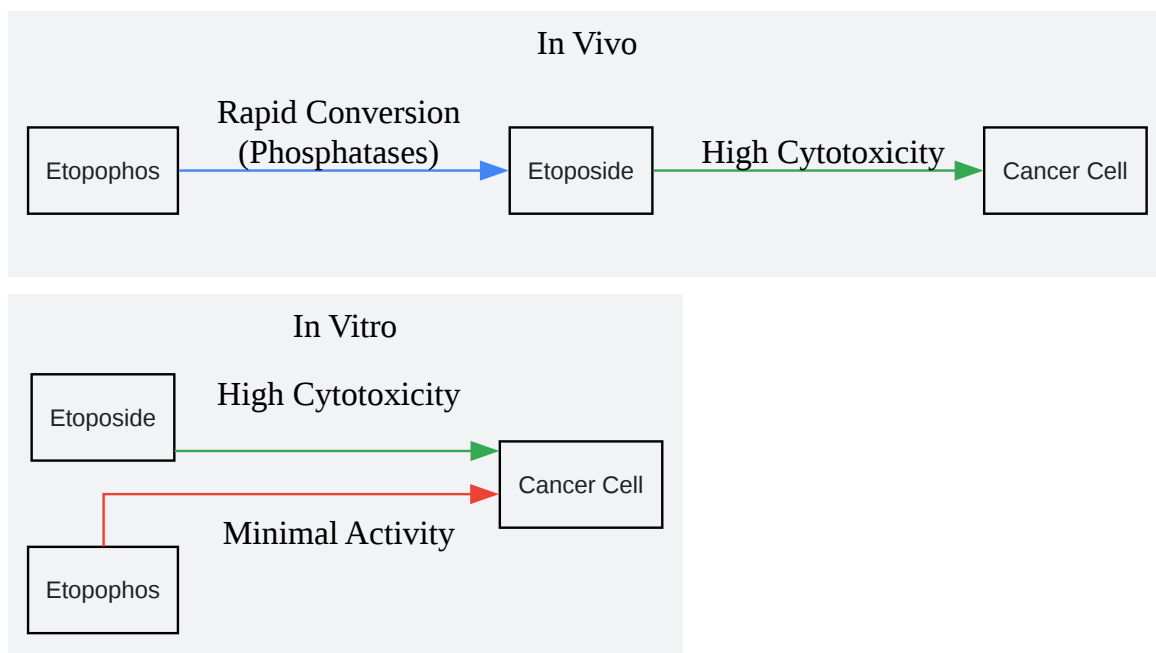 In Vivo
Rapid Conversion
(Phosphatases)
Etopophos
Etoposide
High Cytotoxicity
Cancer Cell
In Vitro
Etoposide
High Cytotoxicity
Cancer Cell
Minimal Activity
Etopophos